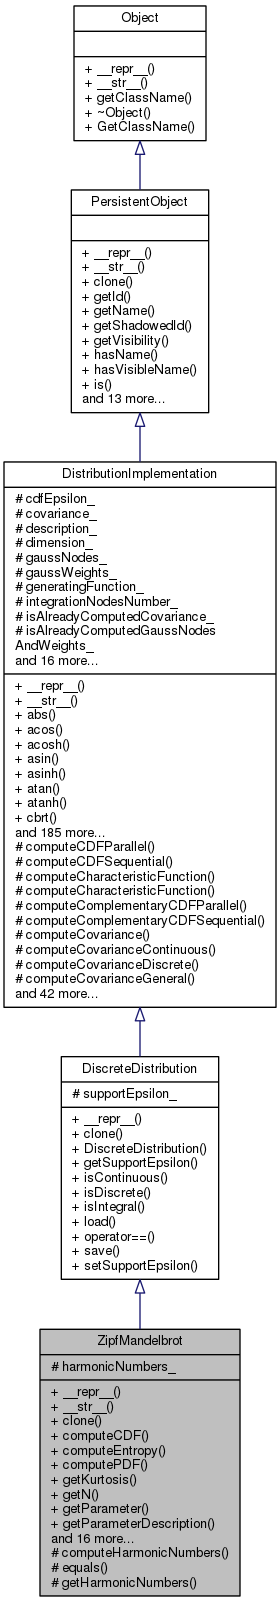 Object
+ __repr__()
+ __str__()
+ getClassName()
+ ~Object()
+ GetClassName()
PersistentObject
+ __repr__()
+ __str__()
+ clone()
+ getId()
+ getName()
+ getShadowedId()
+ getVisibility()
+ hasName()
+ hasVisibleName()
+ is()
and 13 more...
DistributionImplementation
# cdfEpsilon_
# covariance_
# description_
# dimension_
# gaussNodes_
# gaussWeights_
# generatingFunction_
# integrationNodesNumber_
# isAlreadyComputedCovariance_
# isAlreadyComputedGaussNodes
AndWeights_
and 16 more...
+ __repr__()
+ __str__()
+ abs()
+ acos()
+ acosh()
+ asin()
+ asinh()
+ atan()
+ atanh()
+ cbrt()
and 185 more...
# computeCDFParallel()
# computeCDFSequential()
# computeCharacteristicFunction()
# computeCharacteristicFunction()
# computeComplementaryCDFParallel()
# computeComplementaryCDFSequential()
# computeCovariance()
# computeCovarianceContinuous()
# computeCovarianceDiscrete()
# computeCovarianceGeneral()
and 42 more...
DiscreteDistribution
# supportEpsilon_
+ __repr__()
+ clone()
+ DiscreteDistribution()
+ getSupportEpsilon()
+ isContinuous()
+ isDiscrete()
+ isIntegral()
+ load()
+ operator==()
+ save()
+ setSupportEpsilon()
ZipfMandelbrot
# harmonicNumbers_
+ __repr__()
+ __str__()
+ clone()
+ computeCDF()
+ computeEntropy()
+ computePDF()
+ getKurtosis()
+ getN()
+ getParameter()
+ getParameterDescription()
and 16 more...
# computeHarmonicNumbers()
# equals()
# getHarmonicNumbers()